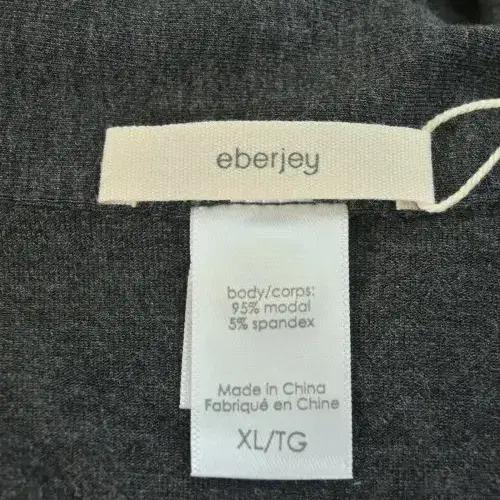 eberjey
body/corps:
95% modal
5% spandex
Made in China
Fabriqué en Chine
XL/TG